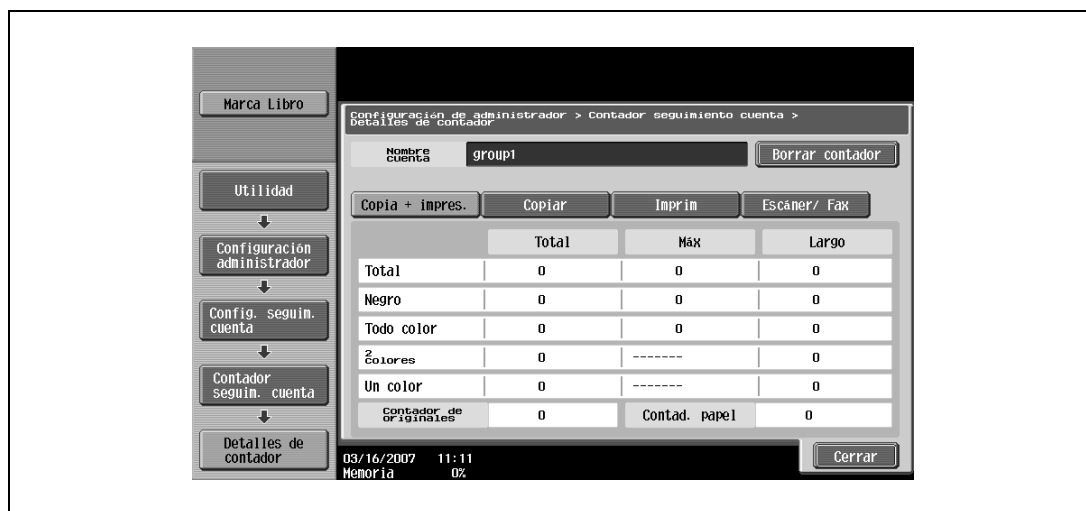 Marca Libro
Configuración de administrador > Contador seguimiento cuenta >
Detalles de contador
Nombre
cuenta
group1
Borrar contador
Utilidad
Copia + impres.
Copiar
Imprim
Escáner/ Fax
Configuración
administrador
Total Máx Largo
Total 0 0 0
Negro 0 0 0
Config. seguim.
cuenta
Todo color 0 0 0
2
colores 0 ------- 0
Contador
seguim. cuenta
Un color 0 ------- 0
Contador de
originales 0 Contad. papel 0
Detalles de
contador
03/16/2007 11:11
Memoria 0%
Cerrar